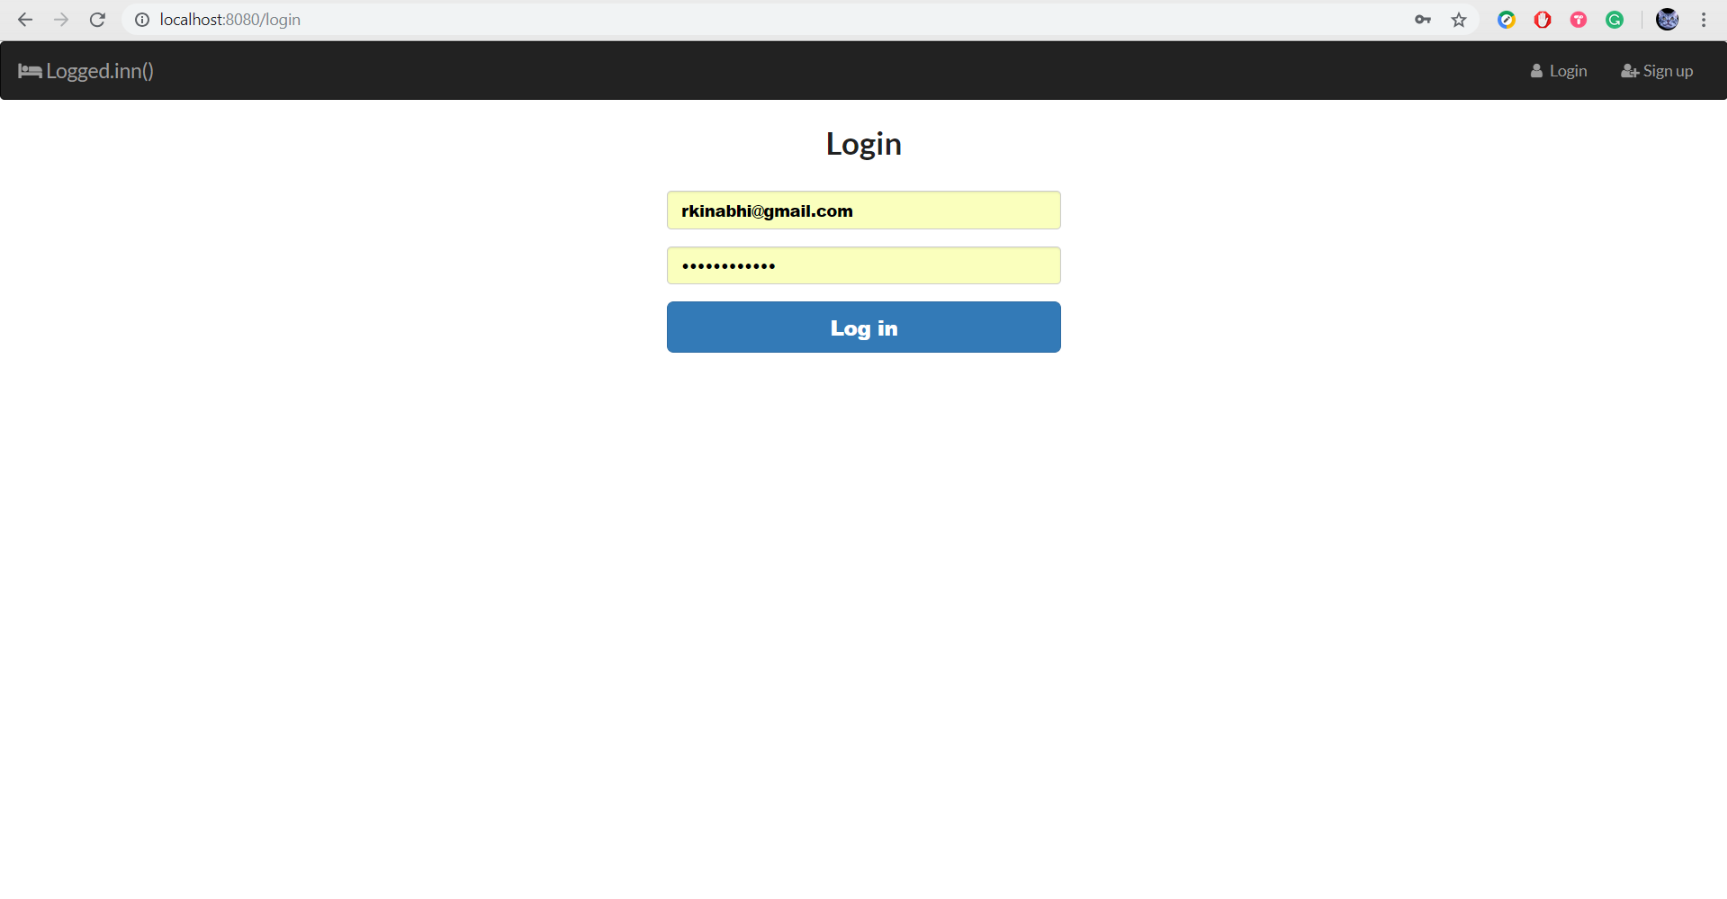 localhost:8080/login
Logged.inn()
Login
Sign up
Login
rkinabhi@gmail.com
••••••••••••
Log in